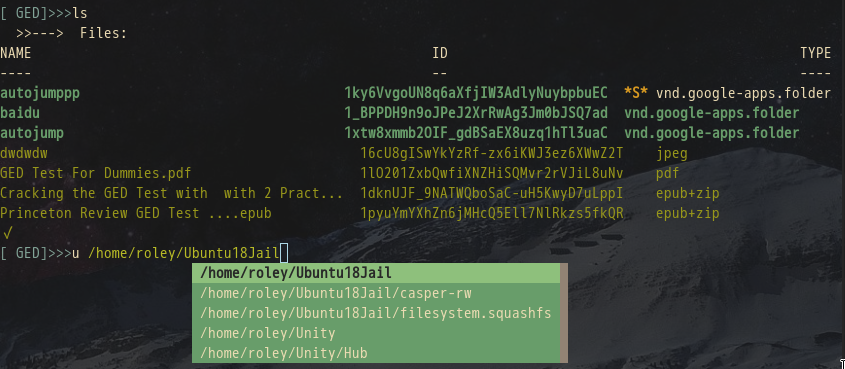 [ GED]>>>ls
>>---> Files:
NAME ID TYPE
---- -- ----
autojumppp 1ky6VvgoUN8q6aXfjIW3AdlyNuybpbuEC *S* vnd.google-apps.folder
baidu 1_BPPDH9n9oJPeJ2XrRwAg3Jm0bJSQ7ad vnd.google-apps.folder
autojump 1xtw8xmmb2OIF_gdBSaEX8uzq1hTl3uaC vnd.google-apps.folder
dwdwdw 16cU8gISwYkYzRf-zx6iKWJ3ez6XWwZ2T jpeg
GED Test For Dummies.pdf 1lO201ZxbQwfiXNZHiSQMvr2rVJiL8uNv pdf
Cracking the GED Test with  with 2 Pract... 1dknUJF_9NATWQboSaC-uH5KwyD7uLppI epub+zip
Princeton Review GED Test ....epub 1pyuYmYXhZn6jMHcQ5Ell7NlRkzs5fkQR epub+zip
√
[ GED]>>>u /home/roley/Ubuntu18Jail
/home/roley/Ubuntu18Jail
/home/roley/Ubuntu18Jail/casper-rw
/home/roley/Ubuntu18Jail/filesystem.squashfs
/home/roley/Unity
/home/roley/Unity/Hub